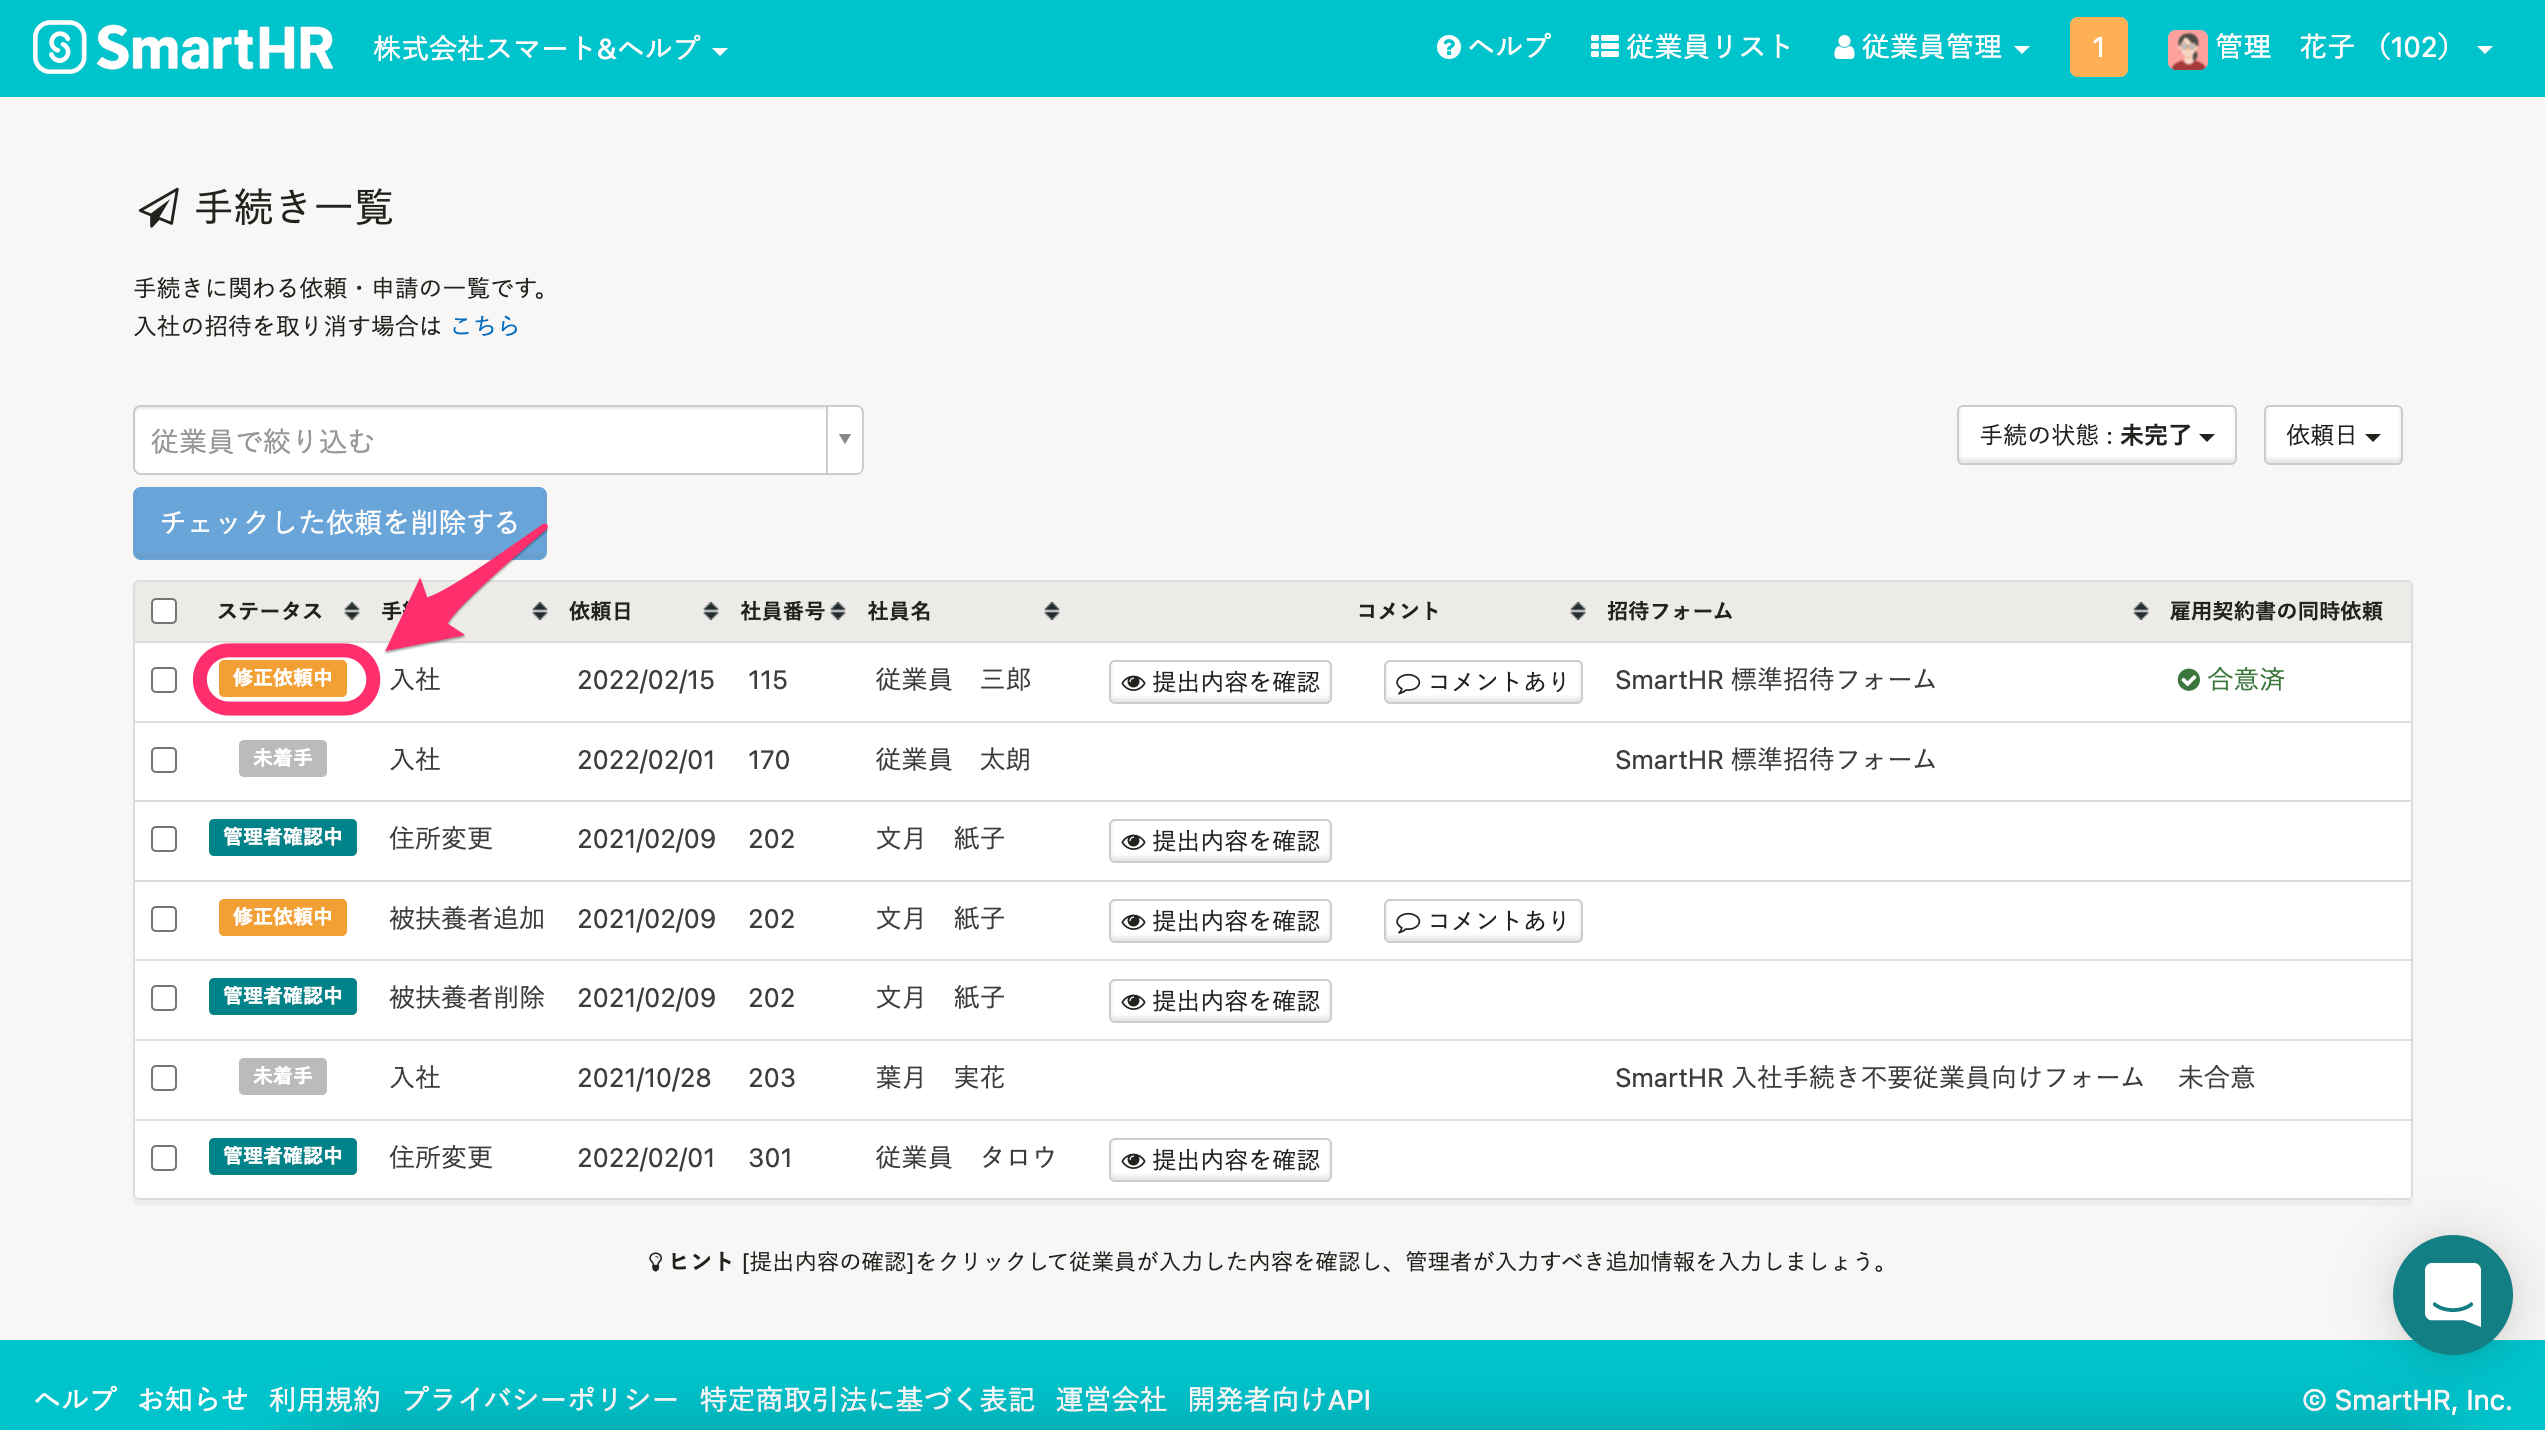 SmartHR 株式会社スマート&ヘルプ ヘルプ 従業員リスト 従業員管理 1 管理 花子 (102)
手続き一覧
手続きに関わる依頼・申請の一覧です。
入社の招待を取り消す場合は こちら
従業員で絞り込む 手続の状態 : 未完了 依頼日
チェックした依頼を削除する
ステータス 手 依頼日 社員番号 社員名 コメント 招待フォーム 雇用契約書の同時依頼
修正依頼中 入社 2022/02/15 115 従業員 三郎 提出内容を確認 コメントあり SmartHR 標準招待フォーム 合意済
未着手 入社 2022/02/01 170 従業員 太朗 SmartHR 標準招待フォーム
管理者確認中 住所変更 2021/02/09 202 文月 紙子 提出内容を確認
修正依頼中 被扶養者追加 2021/02/09 202 文月 紙子 提出内容を確認 コメントあり
管理者確認中 被扶養者削除 2021/02/09 202 文月 紙子 提出内容を確認
未着手 入社 2021/10/28 203 葉月 実花 SmartHR 入社手続き不要従業員向けフォーム 未合意
管理者確認中 住所変更 2022/02/01 301 従業員 タロウ 提出内容を確認
ヒント [提出内容の確認]をクリックして従業員が入力した内容を確認し、管理者が入力すべき追加情報を入力しましょう。
ヘルプ お知らせ 利用規約 プライバシーポリシー 特定商取引法に基づく表記 運営会社 開発者向けAPI © SmartHR, Inc.